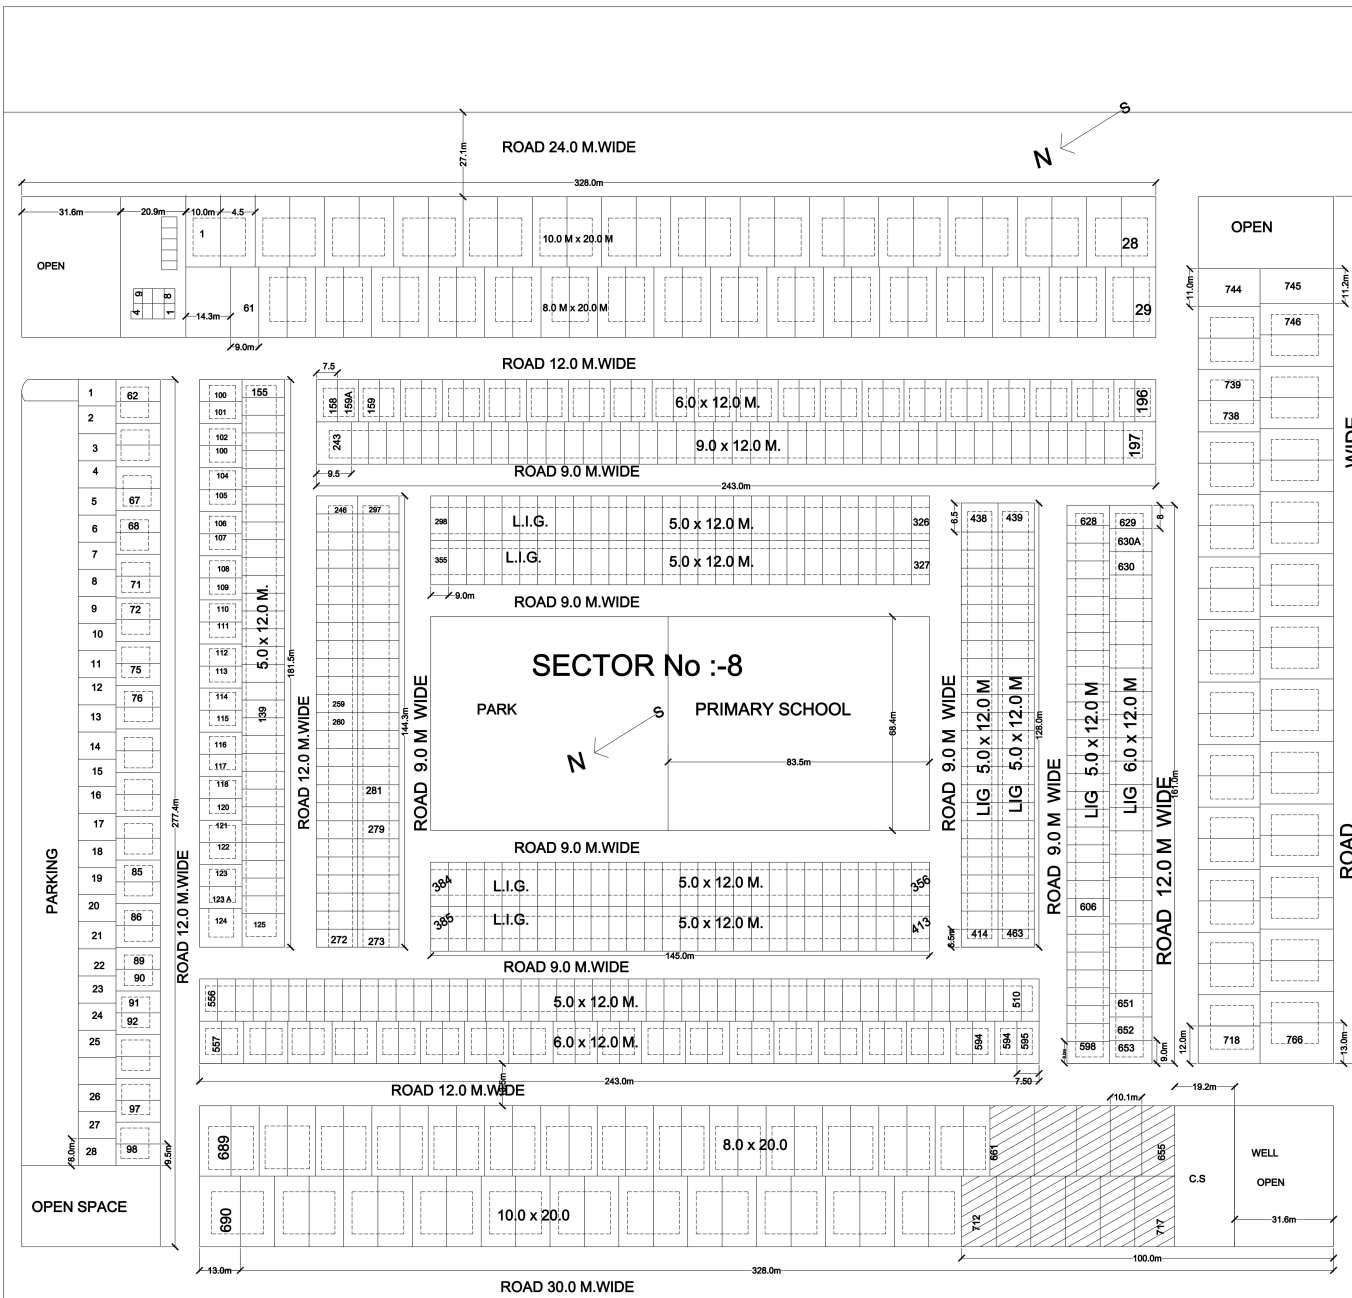 S
N
ROAD 24.0 M.WIDE
27.1m
328.0m
31.6m
20.9m
10.0m
4.5
OPEN
1
10.0 M x 20.0 M
28
OPEN
9
8
4
1
14.3m
61
8.0 M x 20.0 M
29
9.0m
11.0m
744
745
11.2m
746
739
738
WIDE
ROAD
ROAD 12.0 M.WIDE
7.5
158
159A
159
6.0 x 12.0 M.
196
243
9.0 x 12.0 M.
197
9.5
ROAD 9.0 M.WIDE
243.0m
1
2
3
4
5
6
7
8
9
10
11
12
13
14
15
16
17
18
19
20
21
22
23
24
25
26
27
28
62
67
68
71
72
75
76
85
86
89
90
91
92
97
98
PARKING
277.4m
8.0m
9.5m
OPEN SPACE
ROAD 12.0 M.WIDE
100
101
102
100
104
105
106
107
108
109
110
111
112
113
114
115
116
117
118
120
121
122
123
123 A
124
155
5.0 x 12.0 M.
139
125
181.5m
ROAD 12.0 M.WIDE
246
297
259
260
281
279
272
273
144.3m
ROAD 9.0 M WIDE
298
L.I.G.
5.0 x 12.0 M.
326
355
L.I.G.
5.0 x 12.0 M.
327
9.0m
ROAD 9.0 M.WIDE
SECTOR No :-8
PARK
S
N
PRIMARY SCHOOL
68.4m
83.5m
ROAD 9.0 M.WIDE
384
L.I.G.
5.0 x 12.0 M.
356
385
L.I.G.
5.0 x 12.0 M.
413
145.0m
ROAD 9.0 M.WIDE
ROAD 9.0 M WIDE
6.5
438
439
LIG 5.0 x 12.0 M
LIG 5.0 x 12.0 M
128.0m
6.5m
414
463
ROAD 9.0 M WIDE
628
629
8
630A
630
LIG 5.0 x 12.0 M
LIG 6.0 x 12.0 M
606
651
652
598
653
9.0m
161.0m
ROAD 12.0 M WIDE
12.0m
718
766
13.0m
556
5.0 x 12.0 M.
510
557
6.0 x 12.0 M.
594
594
595
243.0m
7.50
ROAD 12.0 M.WIDE
19.2m
10.1m
689
8.0 x 20.0
661
655
690
10.0 x 20.0
712
717
C.S
WELL
OPEN
31.6m
100.0m
13.0m
328.0m
ROAD 30.0 M.WIDE